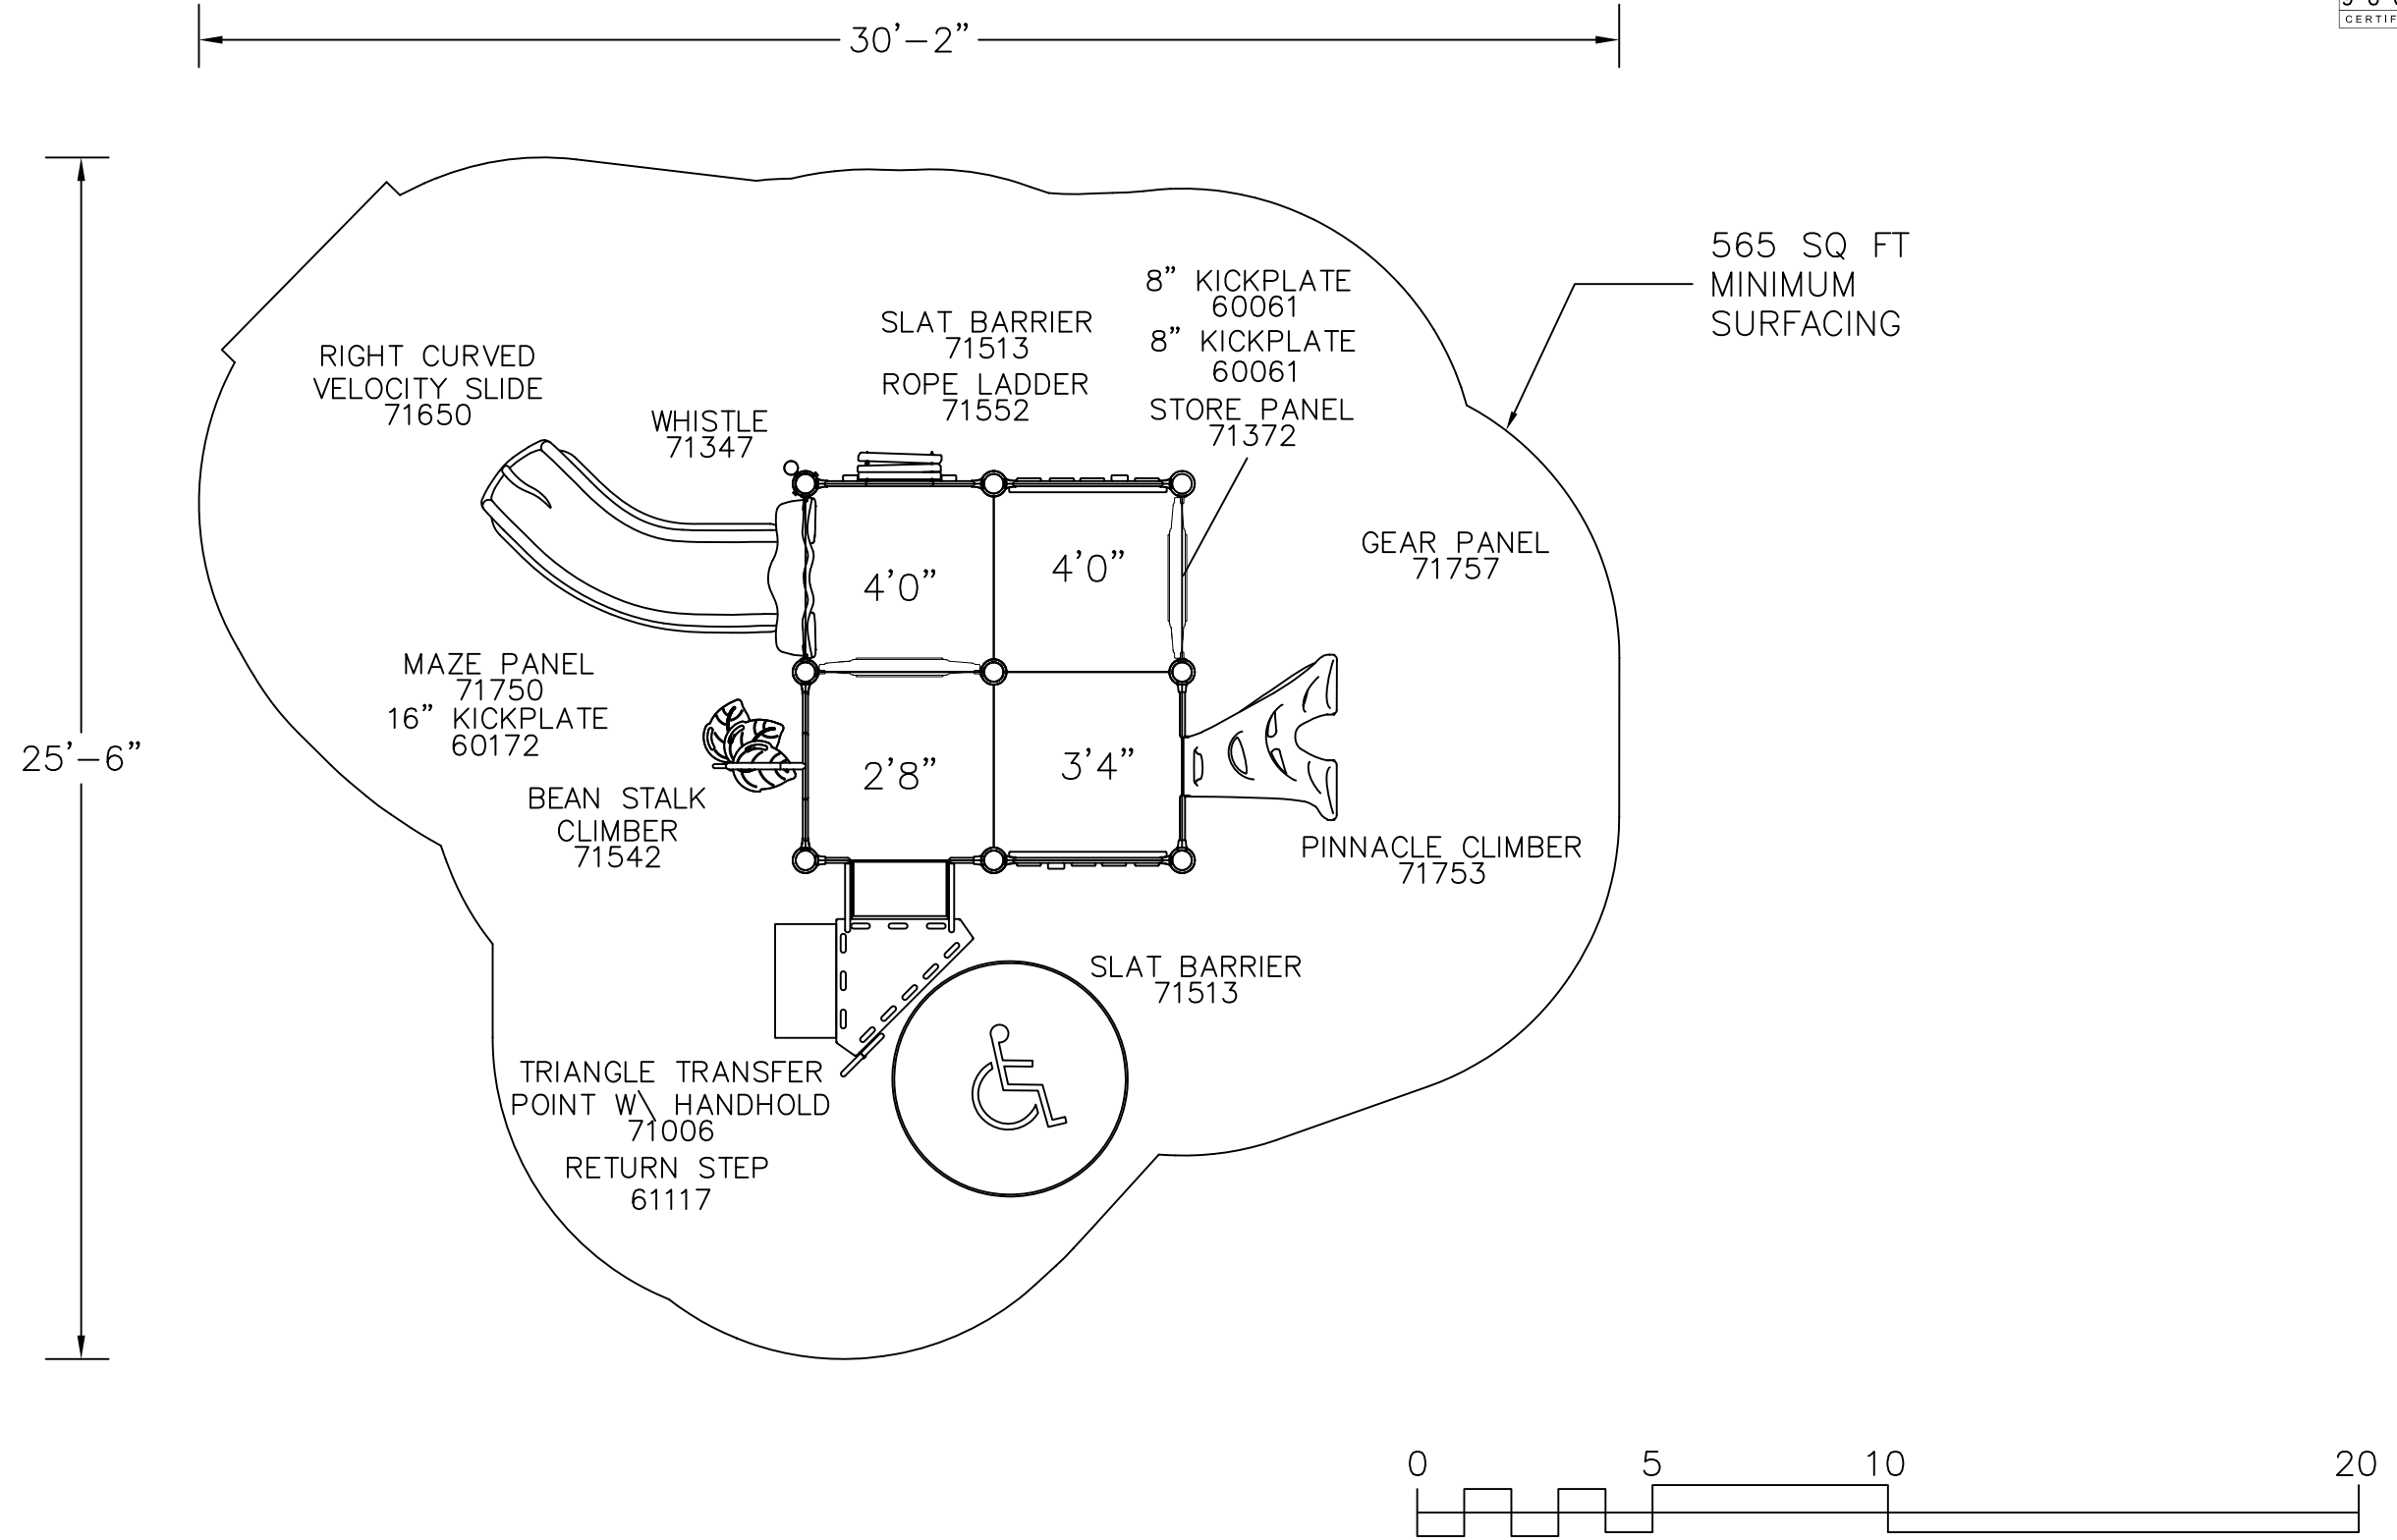 30'-2"
CERTIF
565 SQ FT
MINIMUM
SURFACING
8" KICKPLATE
60061
8" KICKPLATE
60061
STORE PANEL
71372
SLAT BARRIER
71513
ROPE LADDER
71552
RIGHT CURVED
VELOCITY SLIDE
71650
WHISTLE
71347
GEAR PANEL
71757
4'0"
4'0"
MAZE PANEL
71750
16" KICKPLATE
60172
25'-6"
2'8"
3'4"
BEAN STALK
CLIMBER
71542
PINNACLE CLIMBER
71753
SLAT BARRIER
71513
TRIANGLE TRANSFER
POINT W\ HANDHOLD
71006
RETURN STEP
61117
0 5 10 20